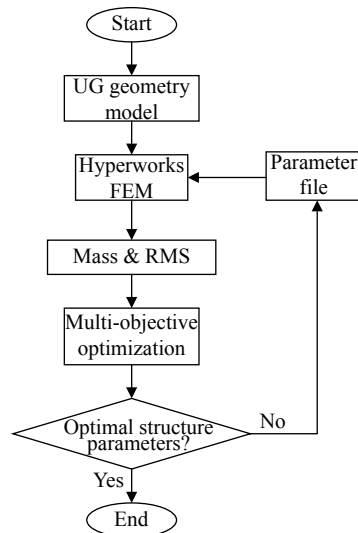 Start
UG geometry
model
Hyperworks
FEM
Parameter
file
Mass & RMS
Multi-objective
optimization
Optimal structure
parameters?
No
Yes
End